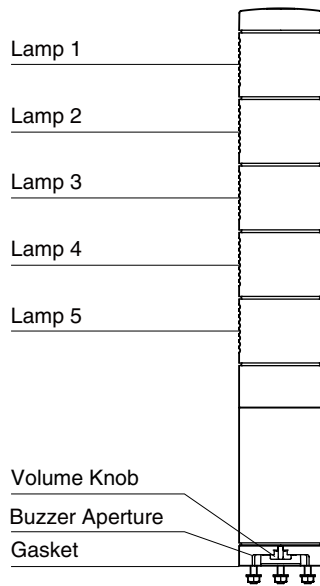 Lamp 1
Lamp 2
Lamp 3
Lamp 4
Lamp 5
Volume Knob
Buzzer Aperture
Gasket